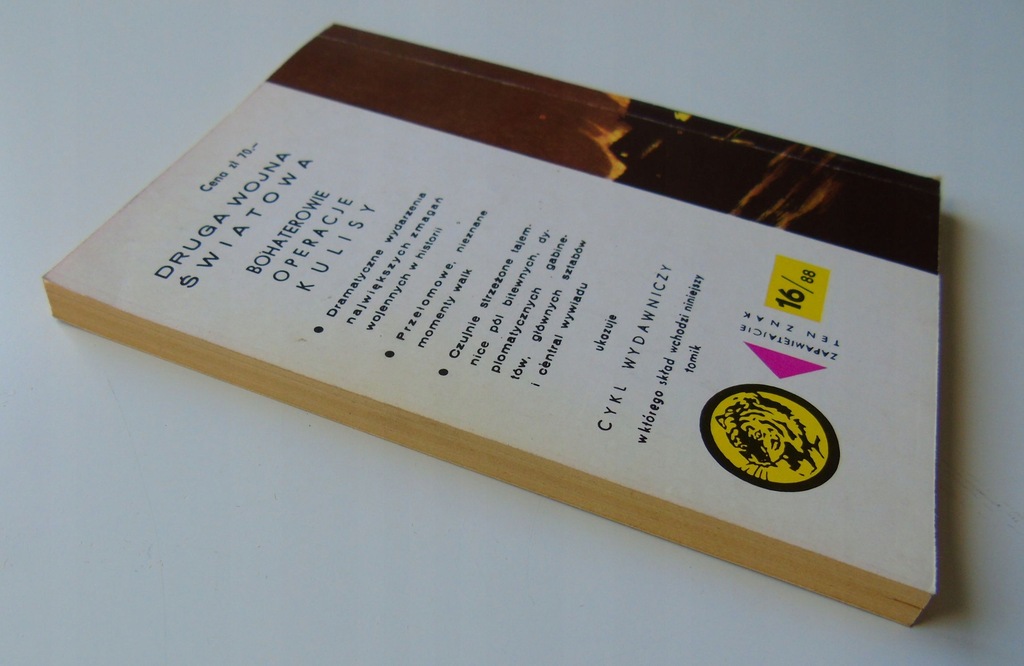 Cena zł 70,—
DRUGA WOJNA
ŚWIATOWA
BOHATEROWIE
OPERACJE
KULISY
● Dramatyczne wydarzenia
największych zmagań
wojennych w historii
● Przełomowe, nieznane
momenty walk
● Czujnie strzeżone tajem-
nice pól bitewnych, dy-
plomatycznych gabine-
tów, głównych sztabów
i central wywiadu
ukazuje
CYKL WYDAWNICZY
w którego skład wchodzi niniejszy
tomik
ZAPAMIĘTAJCIE
TEN ZNAK
16/88